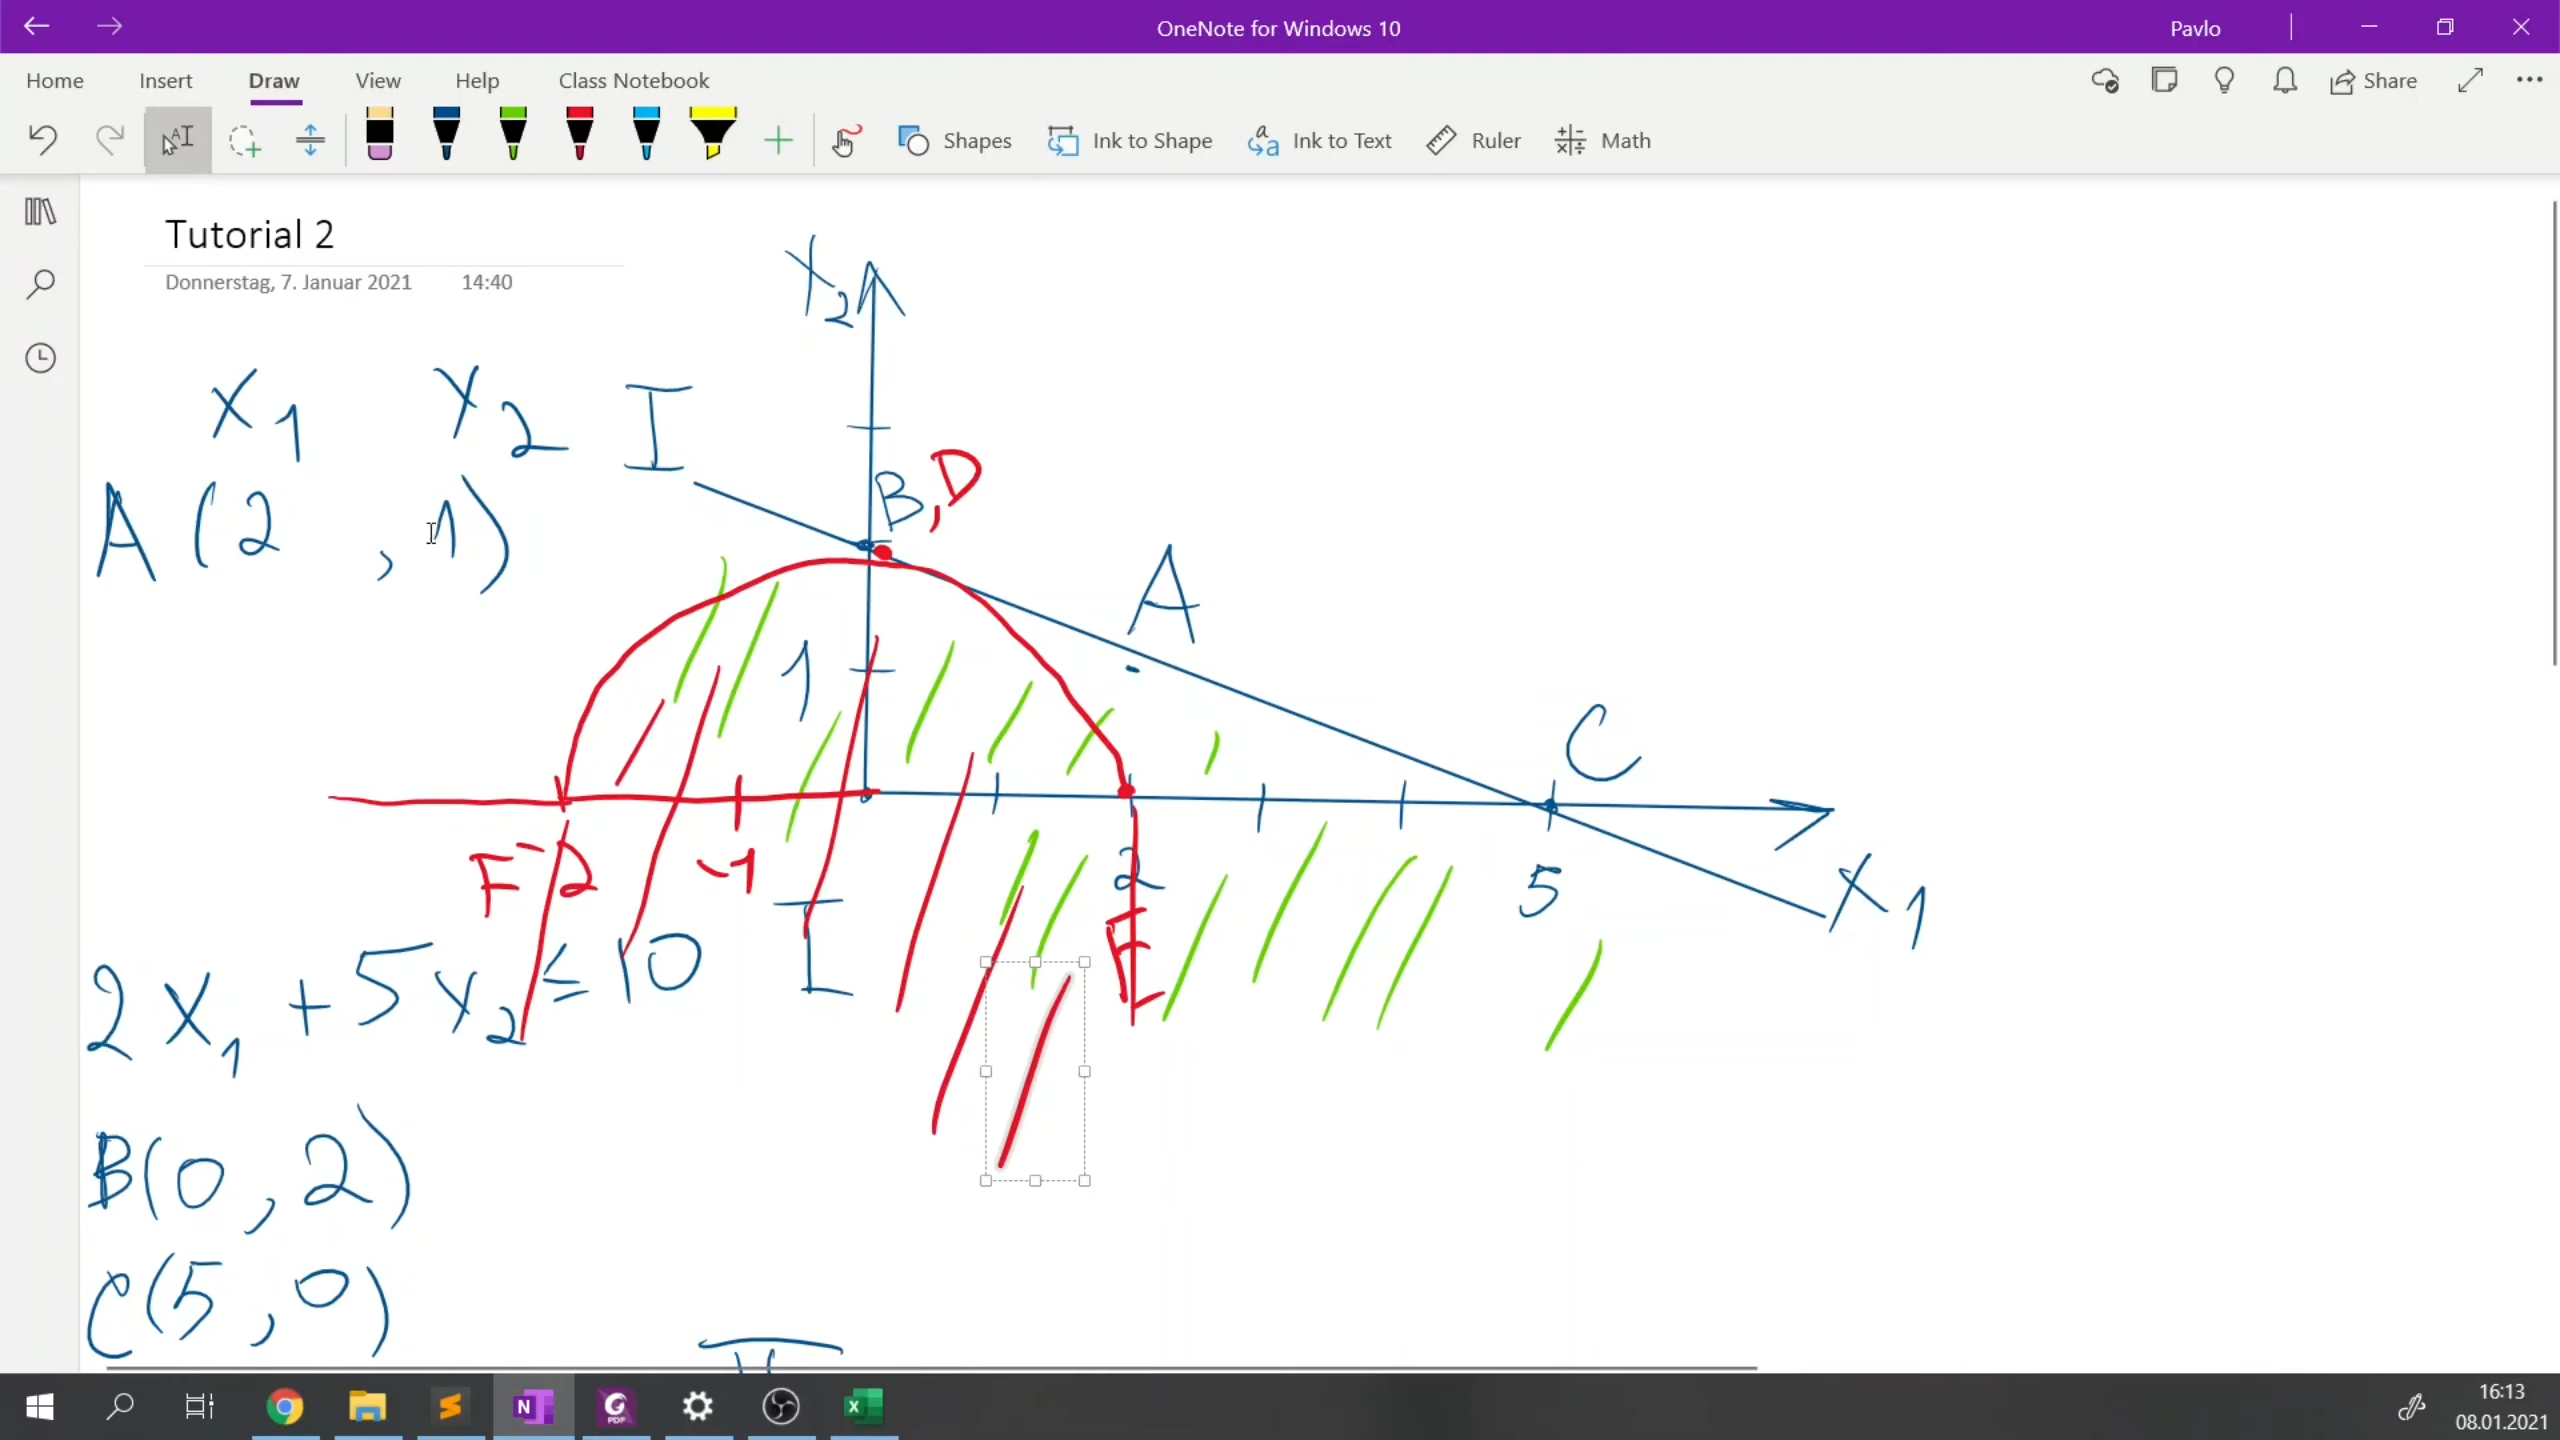 OneNote for Windows 10
Pavlo
Home Insert Draw View Help Class Notebook
Share
Shapes Ink to Shape Ink to Text Ruler Math
Tutorial 2
Donnerstag, 7. Januar 2021 14:40
x2
x1 x2 I
B,D
A (2 , 1)
A
1
C
F -2 -1 2 5 x1
I E
2x1 + 5x2 ≤ 10
B(0 , 2)
C(5 , 0)
16:13
08.01.2021